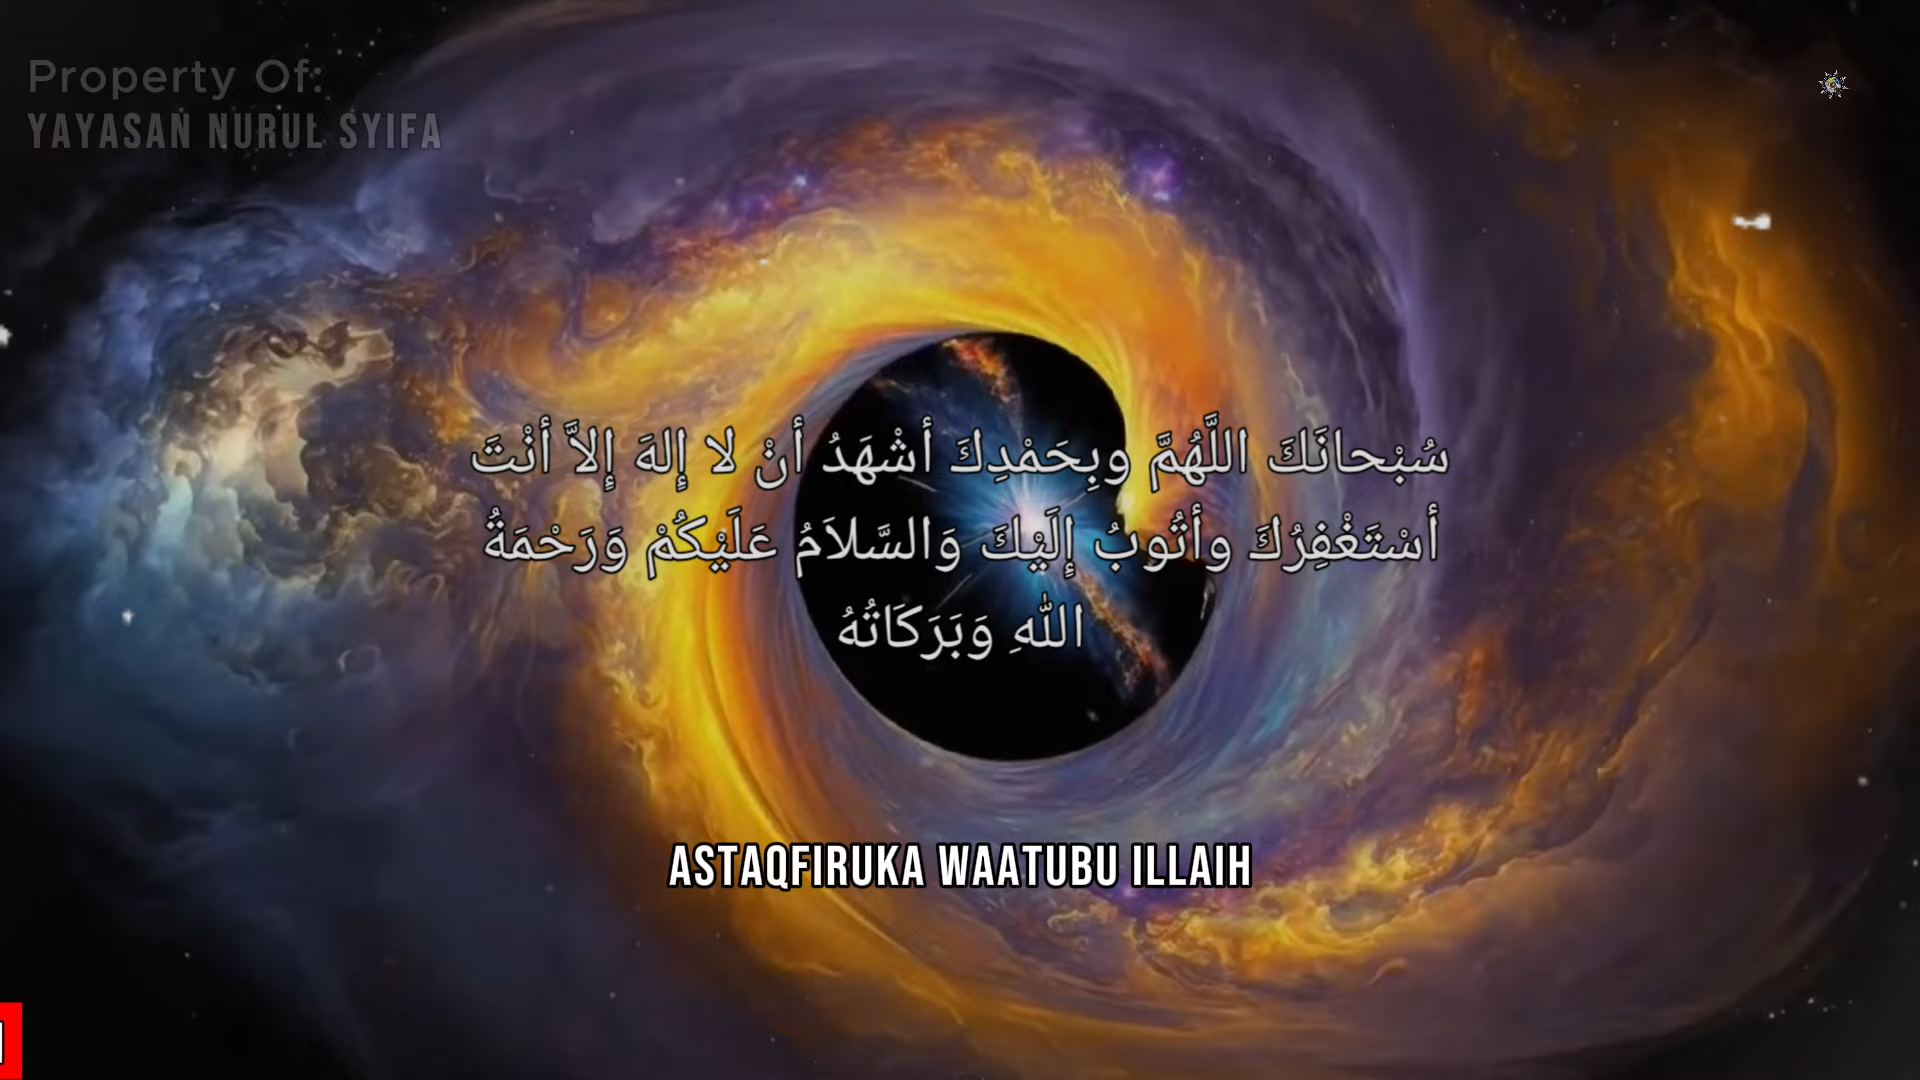 Property Of:
YAYASAN NURUL SYIFA
سُبْحانَكَ اللَّهُمَّ وبِحَمْدِكَ أشْهَدُ أنْ لا إلهَ إلاَّ أنْتَ
أسْتَغْفِرُكَ وأتُوبُ إلَيْكَ وَالسَّلاَمُ عَلَيْكُمْ وَرَحْمَةُ
اللهِ وَبَرَكَاتُهُ
ASTAQFIRUKA WAATUBU ILLAIH